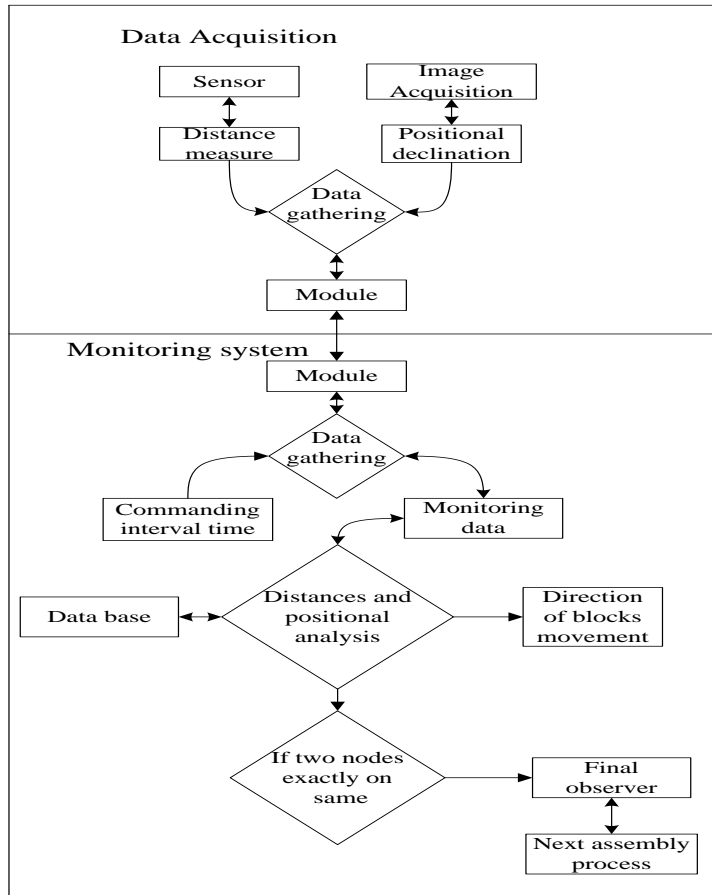 Data Acquisition
Sensor
Image
Acquisition
Distance
measure
Positional
declination
Data
gathering
Module
Monitoring system
Module
Data
gathering
Commanding
interval time
Monitoring
data
Data base
Distances and
positional
analysis
Direction
of blocks
movement
If two nodes
exactly on
same
Final
observer
Next assembly
process